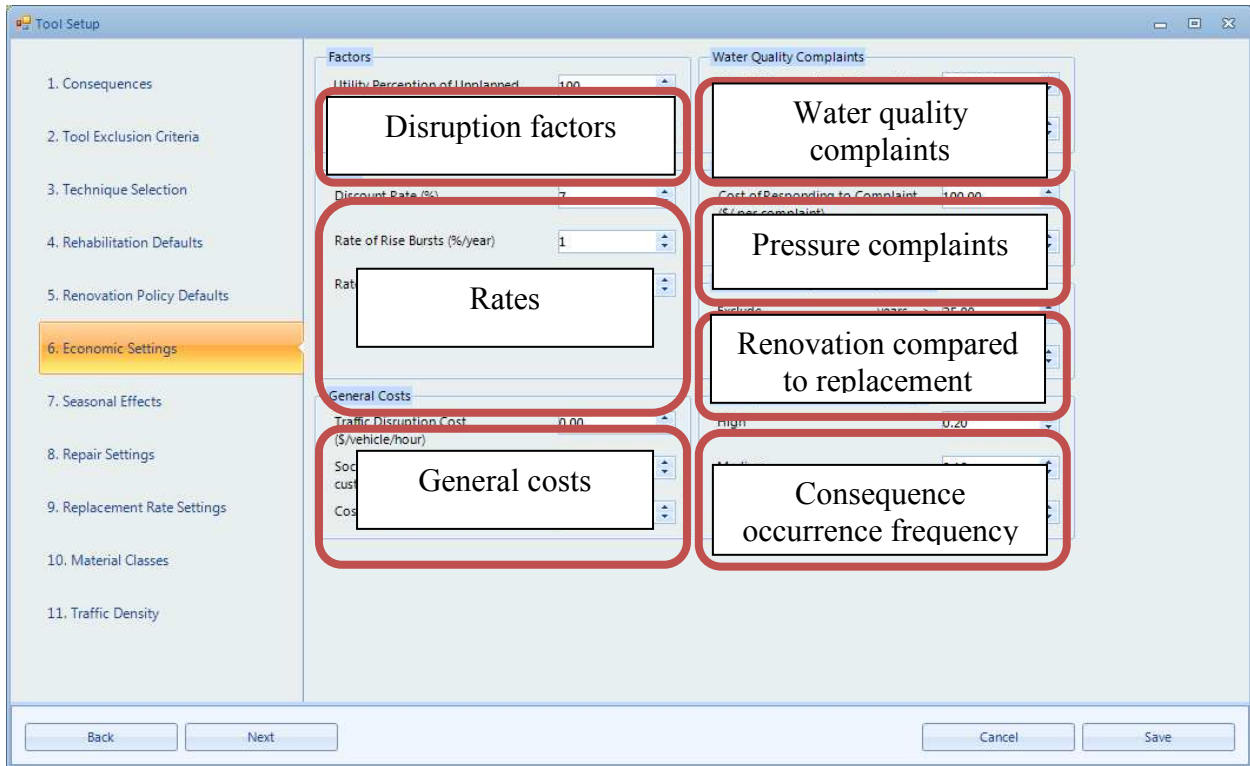 Tool Setup
1. Consequences
2. Tool Exclusion Criteria
3. Technique Selection
4. Rehabilitation Defaults
5. Renovation Policy Defaults
6. Economic Settings
7. Seasonal Effects
8. Repair Settings
9. Replacement Rate Settings
10. Material Classes
11. Traffic Density
Factors
Utility Perception of Unplanned 100
Disruption factors
Discount Rate (%) 7
Rate of Rise Bursts (%/year) 1
Rates
General Costs
Traffic Disruption Cost 0.00
($/vehicle/hour)
General costs
Water Quality Complaints
Water quality
complaints
Cost of Responding to Complaint 100.00
($/ per complaint)
Pressure complaints
Exclude years > 25.00
Renovation compared
to replacement
High 0.20
Consequence
occurrence frequency
Back
Next
Cancel
Save